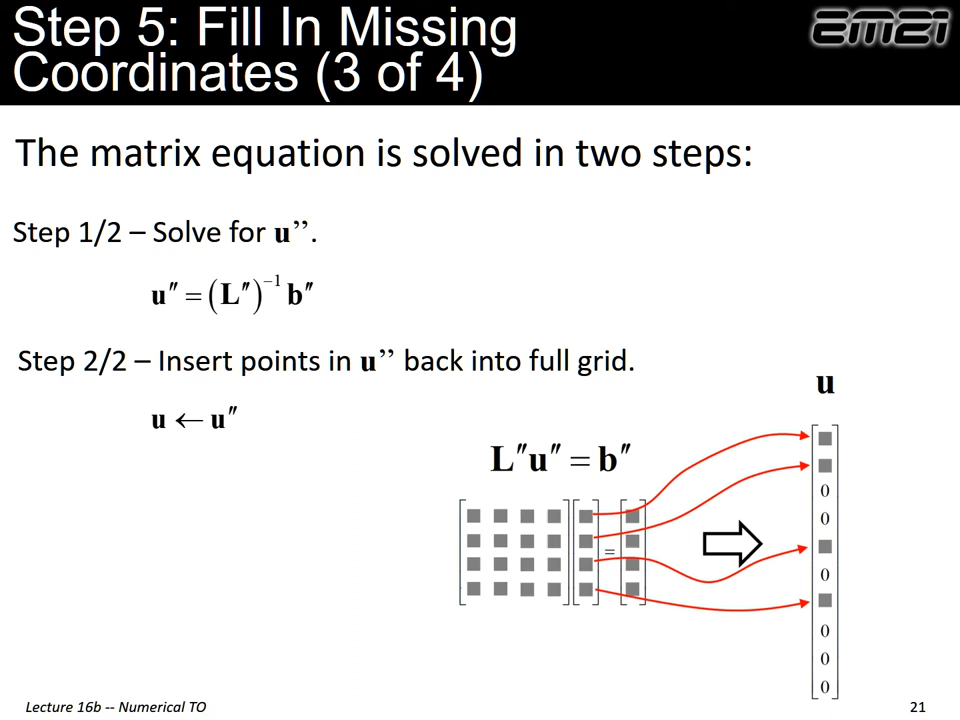 Step 5: Fill In Missing
Coordinates (3 of 4)
EM21
The matrix equation is solved in two steps:
Step 1/2 – Solve for u’’.
u″ = (L″)⁻¹ b″
Step 2/2 – Insert points in u’’ back into full grid.
u ← u″
u
L″u″ = b″
=
0
0
0
0
0
0
Lecture 16b -- Numerical TO
21